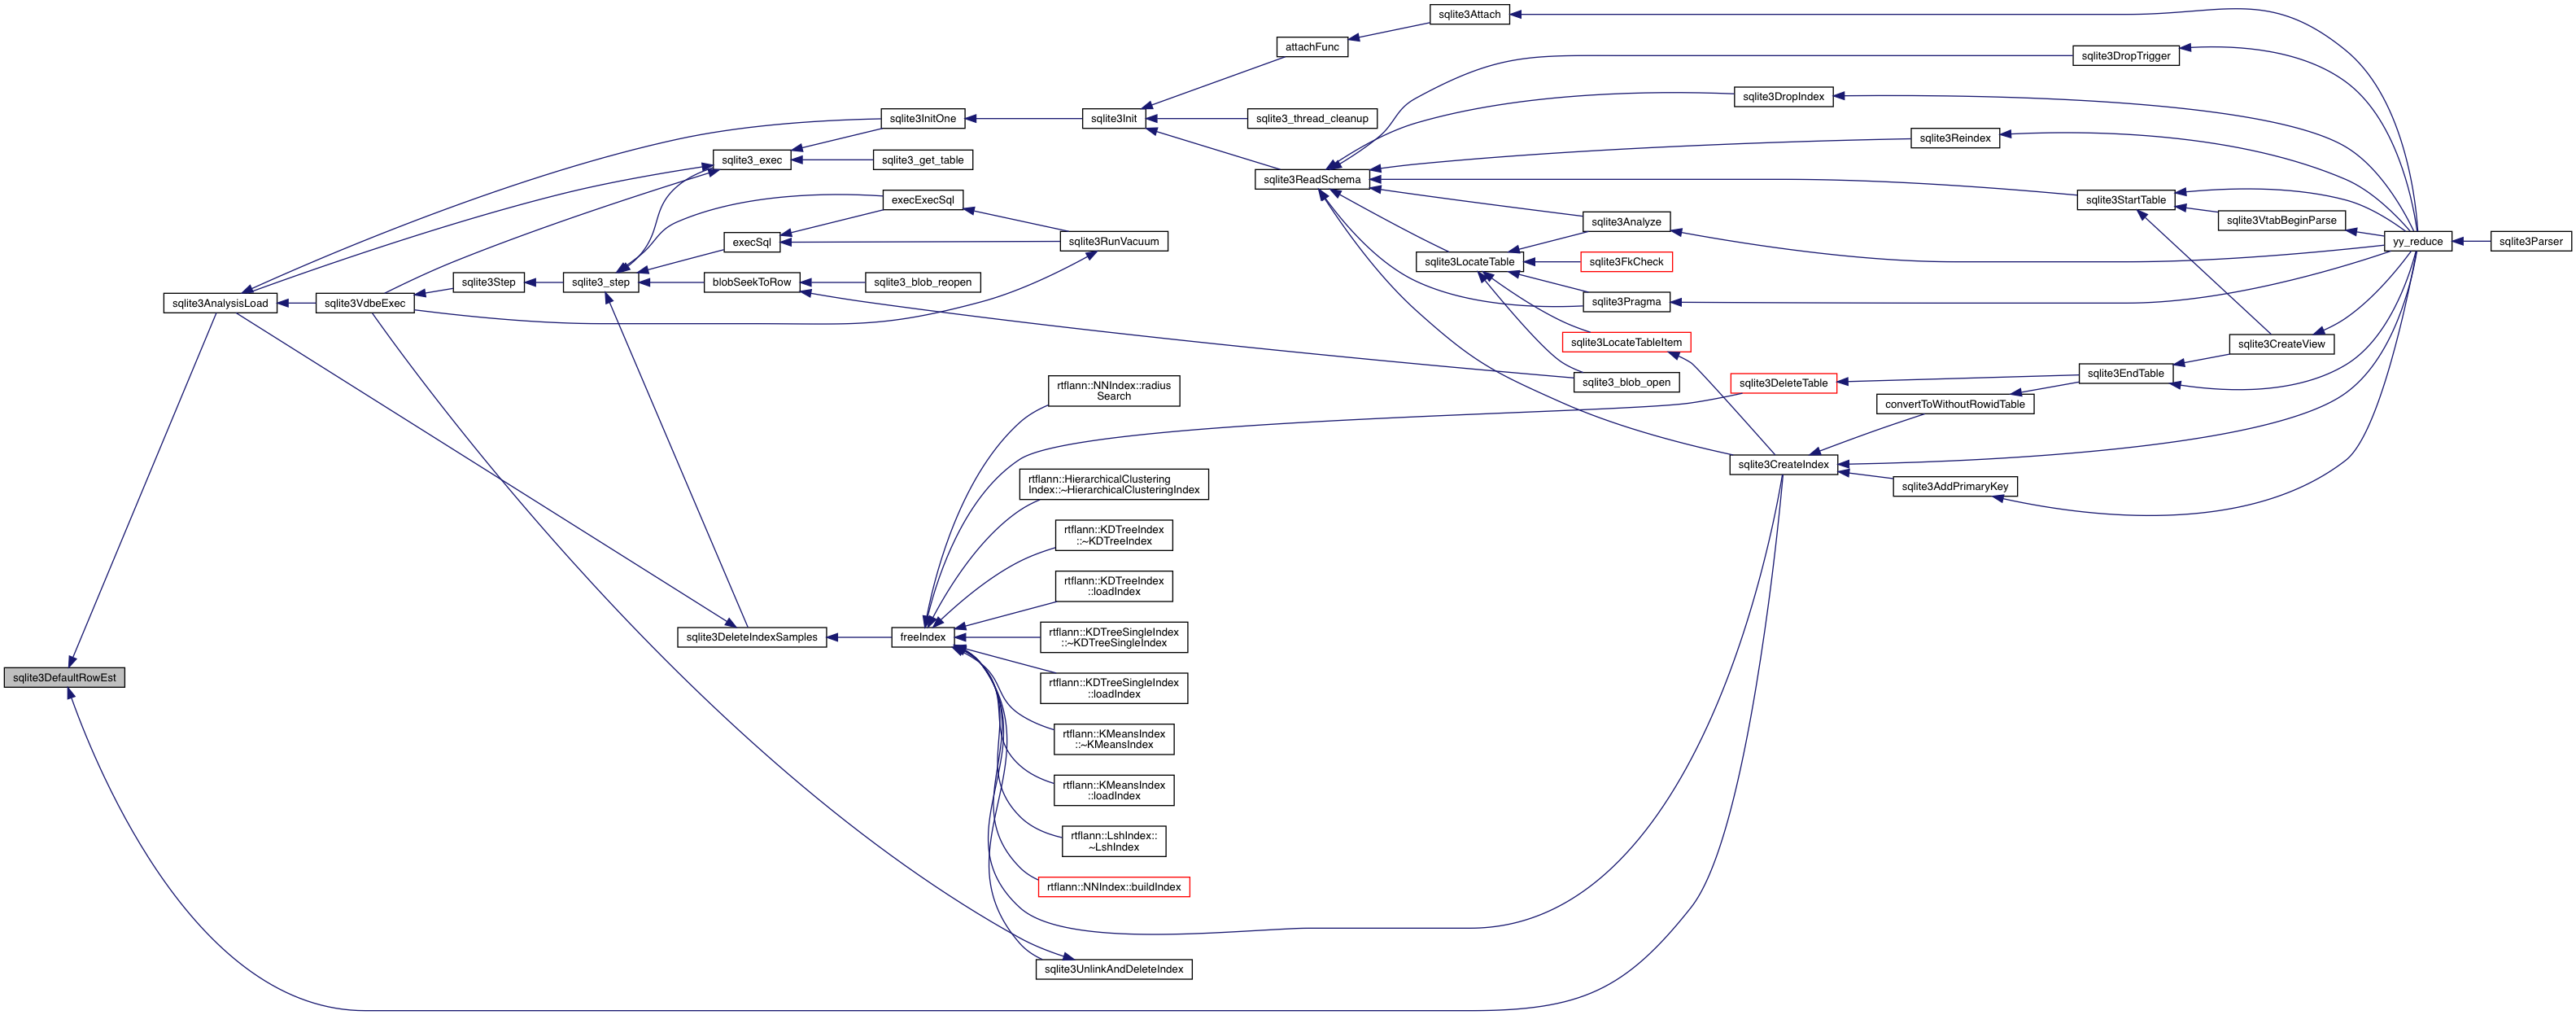 sqlite3Attach
attachFunc
sqlite3DropTrigger
sqlite3DropIndex
sqlite3InitOne
sqlite3Init
sqlite3_thread_cleanup
sqlite3Reindex
sqlite3_exec
sqlite3_get_table
sqlite3ReadSchema
execExecSql
sqlite3StartTable
sqlite3Analyze
sqlite3VtabBeginParse
execSql
sqlite3RunVacuum
yy_reduce
sqlite3Parser
sqlite3LocateTable
sqlite3FkCheck
sqlite3Step
sqlite3_step
blobSeekToRow
sqlite3_blob_reopen
sqlite3AnalysisLoad
sqlite3VdbeExec
sqlite3Pragma
sqlite3LocateTableItem
sqlite3CreateView
sqlite3_blob_open
sqlite3DeleteTable
sqlite3EndTable
rtflann::NNIndex::radius
Search
convertToWithoutRowidTable
sqlite3CreateIndex
rtflann::HierarchicalClustering
Index::~HierarchicalClusteringIndex
sqlite3AddPrimaryKey
rtflann::KDTreeIndex
::~KDTreeIndex
rtflann::KDTreeIndex
::loadIndex
sqlite3DeleteIndexSamples
freeIndex
rtflann::KDTreeSingleIndex
::~KDTreeSingleIndex
sqlite3DefaultRowEst
rtflann::KDTreeSingleIndex
::loadIndex
rtflann::KMeansIndex
::~KMeansIndex
rtflann::KMeansIndex
::loadIndex
rtflann::LshIndex::
~LshIndex
rtflann::NNIndex::buildIndex
sqlite3UnlinkAndDeleteIndex